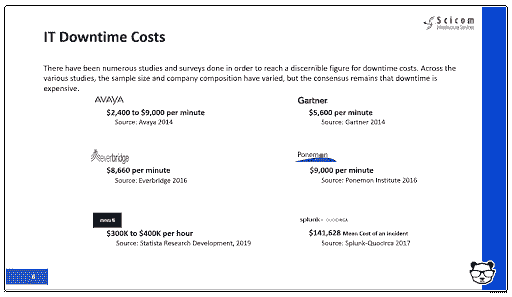 Scicom
Infrastructure Services
IT Downtime Costs
There have been numerous studies and surveys done in order to reach a discernible figure for downtime costs. Across the
various studies, the sample size and company composition have varied, but the consensus remains that downtime is
expensive.
AVAYA
$2,400 to $9,000 per minute
Source: Avaya 2014
Gartner
$5,600 per minute
Source: Gartner 2014
everbridge
$8,660 per minute
Source: Everbridge 2016
Ponemon
$9,000 per minute
Source: Ponemon Institute 2016
$300K to $400K per hour
Source: Statista Research Development, 2019
splunk> QUOCIRCA
$141,628 Mean Cost of an incident
Source: Splunk-Quocirca 2017